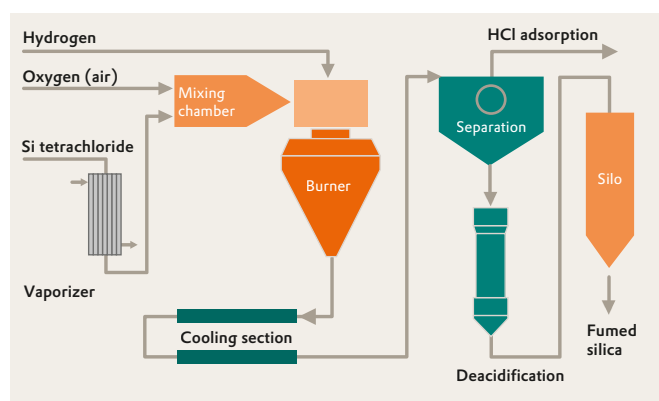 Hydrogen
HCl adsorption
Oxygen (air)
Mixing
chamber
Separation
Si tetrachloride
Burner
Silo
Vaporizer
Cooling section
Fumed
silica
Deacidification